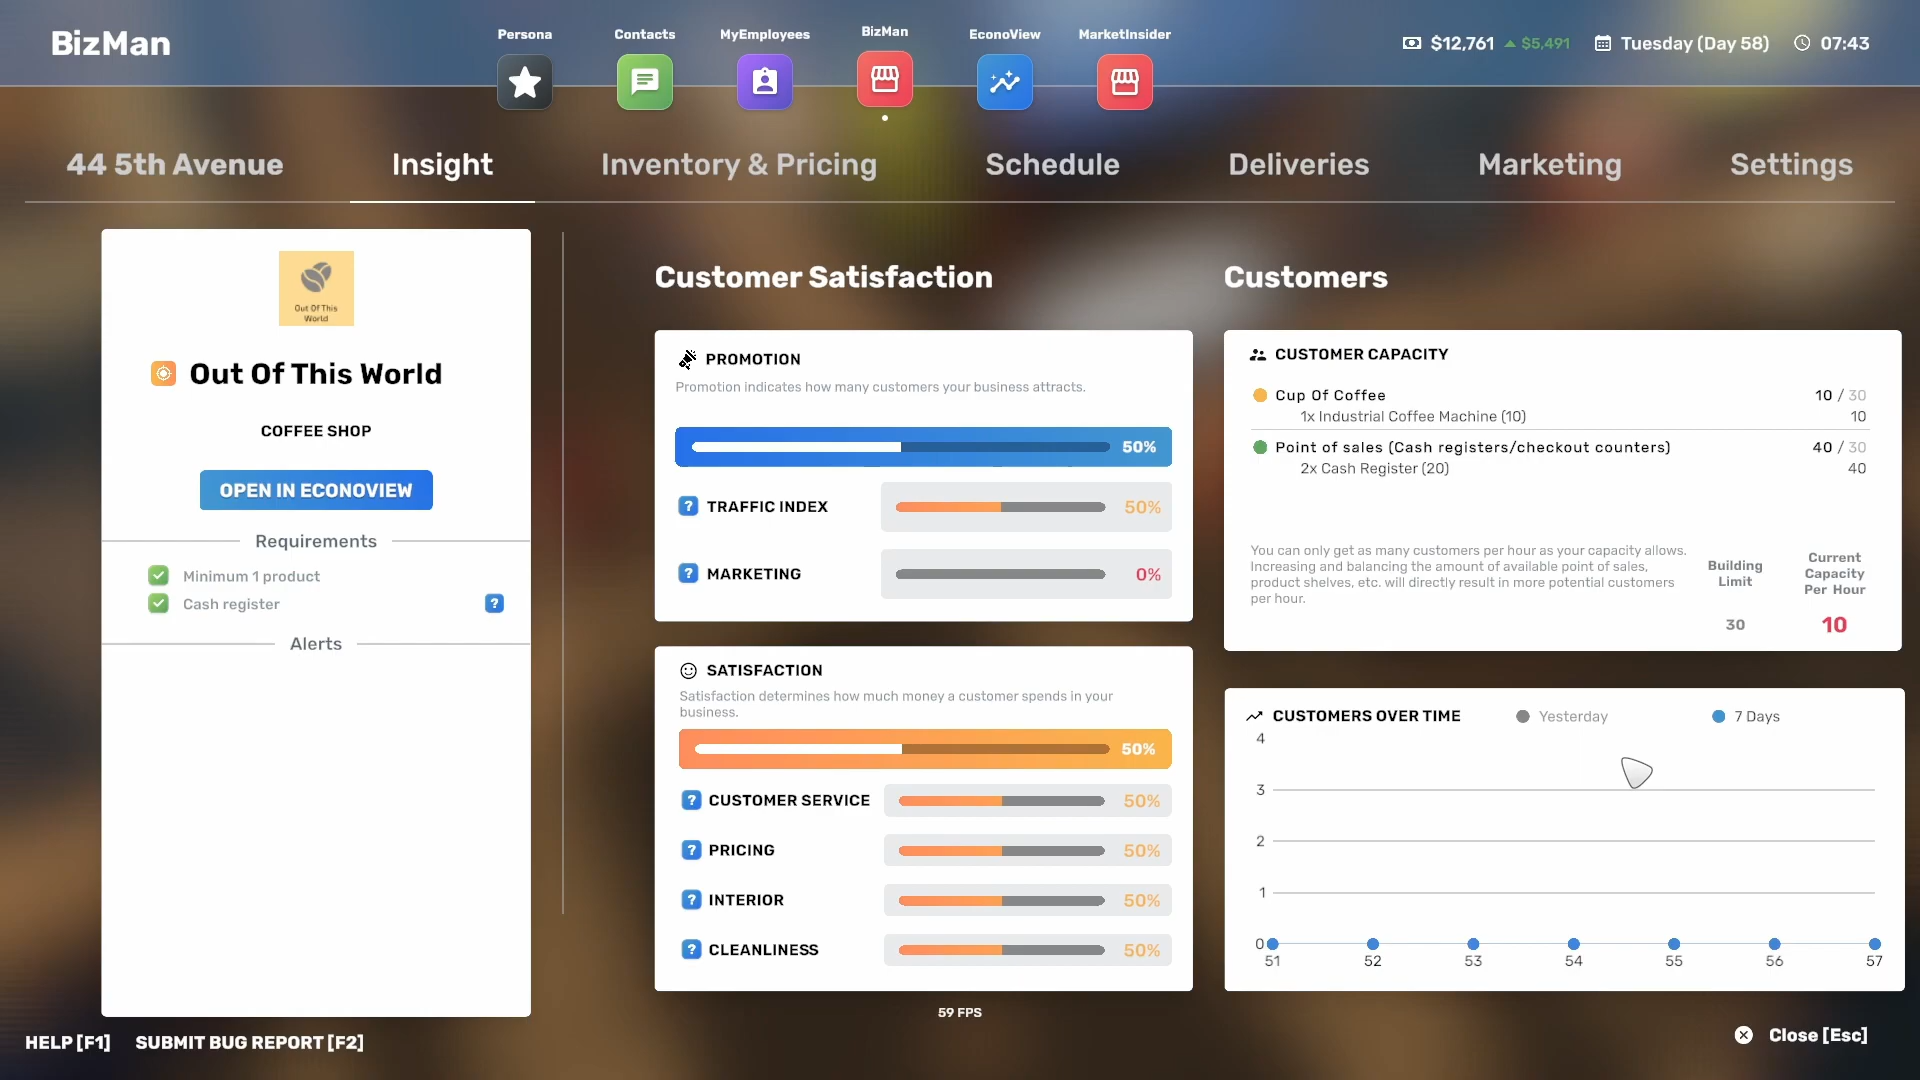 BizMan
Persona
Contacts
MyEmployees
BizMan
EconoView
MarketInsider
$12,761
$5,491
Tuesday (Day 58)
07:43
44 5th Avenue
Insight
Inventory & Pricing
Schedule
Deliveries
Marketing
Settings
Out Of This
World
Out Of This World
COFFEE SHOP
OPEN IN ECONOVIEW
Requirements
Minimum 1 product
Cash register
?
Alerts
Customer Satisfaction
PROMOTION
Promotion indicates how many customers your business attracts.
50%
? TRAFFIC INDEX 50%
? MARKETING 0%
SATISFACTION
Satisfaction determines how much money a customer spends in your
business.
50%
? CUSTOMER SERVICE 50%
? PRICING 50%
? INTERIOR 50%
? CLEANLINESS 50%
Customers
CUSTOMER CAPACITY
Cup Of Coffee 10 / 30
1x Industrial Coffee Machine (10) 10
Point of sales (Cash registers/checkout counters) 40 / 30
2x Cash Register (20) 40
You can only get as many customers per hour as your capacity allows.
Increasing and balancing the amount of available point of sales,
product shelves, etc. will directly result in more potential customers
per hour.
Building
Limit
30
Current
Capacity
Per Hour
10
CUSTOMERS OVER TIME
Yesterday
7 Days
4
3
2
1
0
51 52 53 54 55 56 57
59 FPS
HELP [F1]
SUBMIT BUG REPORT [F2]
Close [Esc]